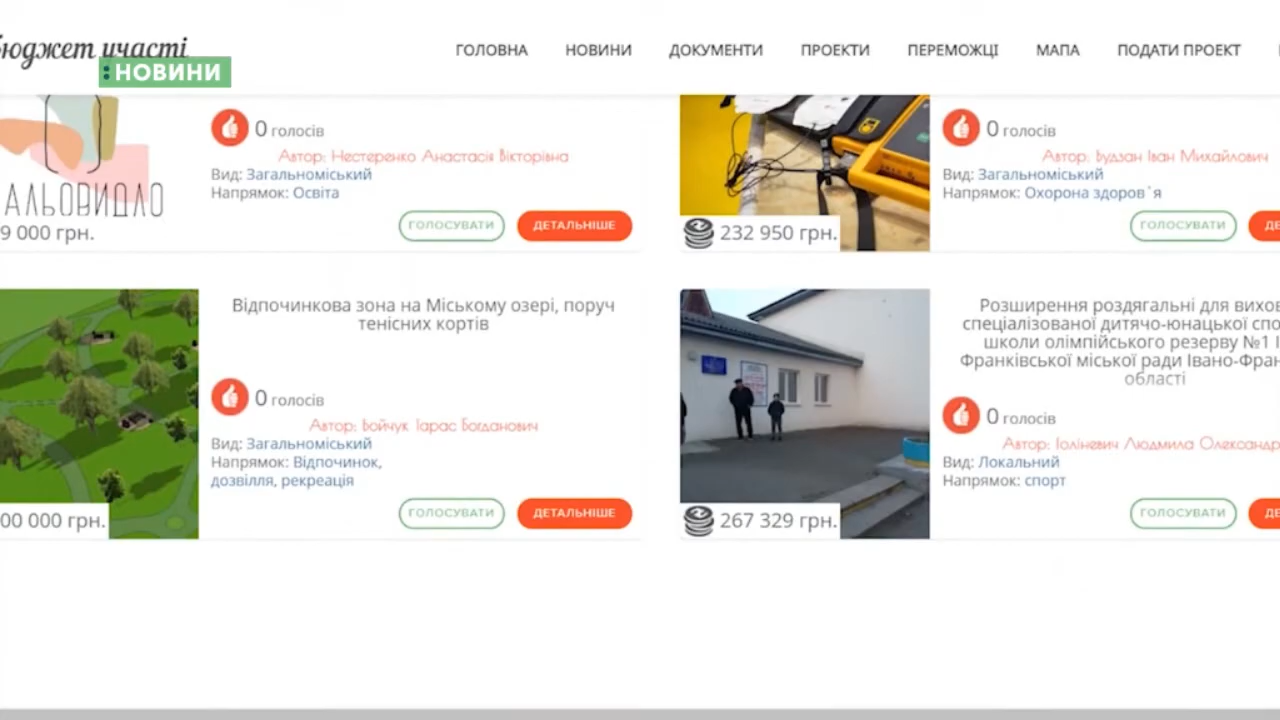 бюджет участі
:НОВИНИ
ГОЛОВНА НОВИНИ ДОКУМЕНТИ ПРОЕКТИ ПЕРЕМОЖЦІ МАПА ПОДАТИ ПРОЕКТ
0 голосів
Автор: Нестеренко Анастасія Вікторівна
Вид: Загальноміський
Напрямок: Освіта
ГОЛОСУВАТИ ДЕТАЛЬНІШЕ
АЛЬОВИДЛО
9 000 грн.
0 голосів
Автор: Будзан Іван Михайлович
Вид: Загальноміський
Напрямок: Охорона здоров`я
232 950 грн.
ГОЛОСУВАТИ ДЕ
Відпочинкова зона на Міському озері, поруч
тенісних кортів
0 голосів
Автор: Бойчук Тарас Богданович
Вид: Загальноміський
Напрямок: Відпочинок,
дозвілля, рекреація
00 000 грн.
ГОЛОСУВАТИ ДЕТАЛЬНІШЕ
Розширення роздягальні для вихов
спеціалізованої дитячо-юнацької спо
школи олімпійського резерву №1 І
Франківської міської ради Івано-Фран
області
0 голосів
Автор: Толіневич Людмила Олександр
Вид: Локальний
Напрямок: спорт
267 329 грн.
ГОЛОСУВАТИ ДЕ